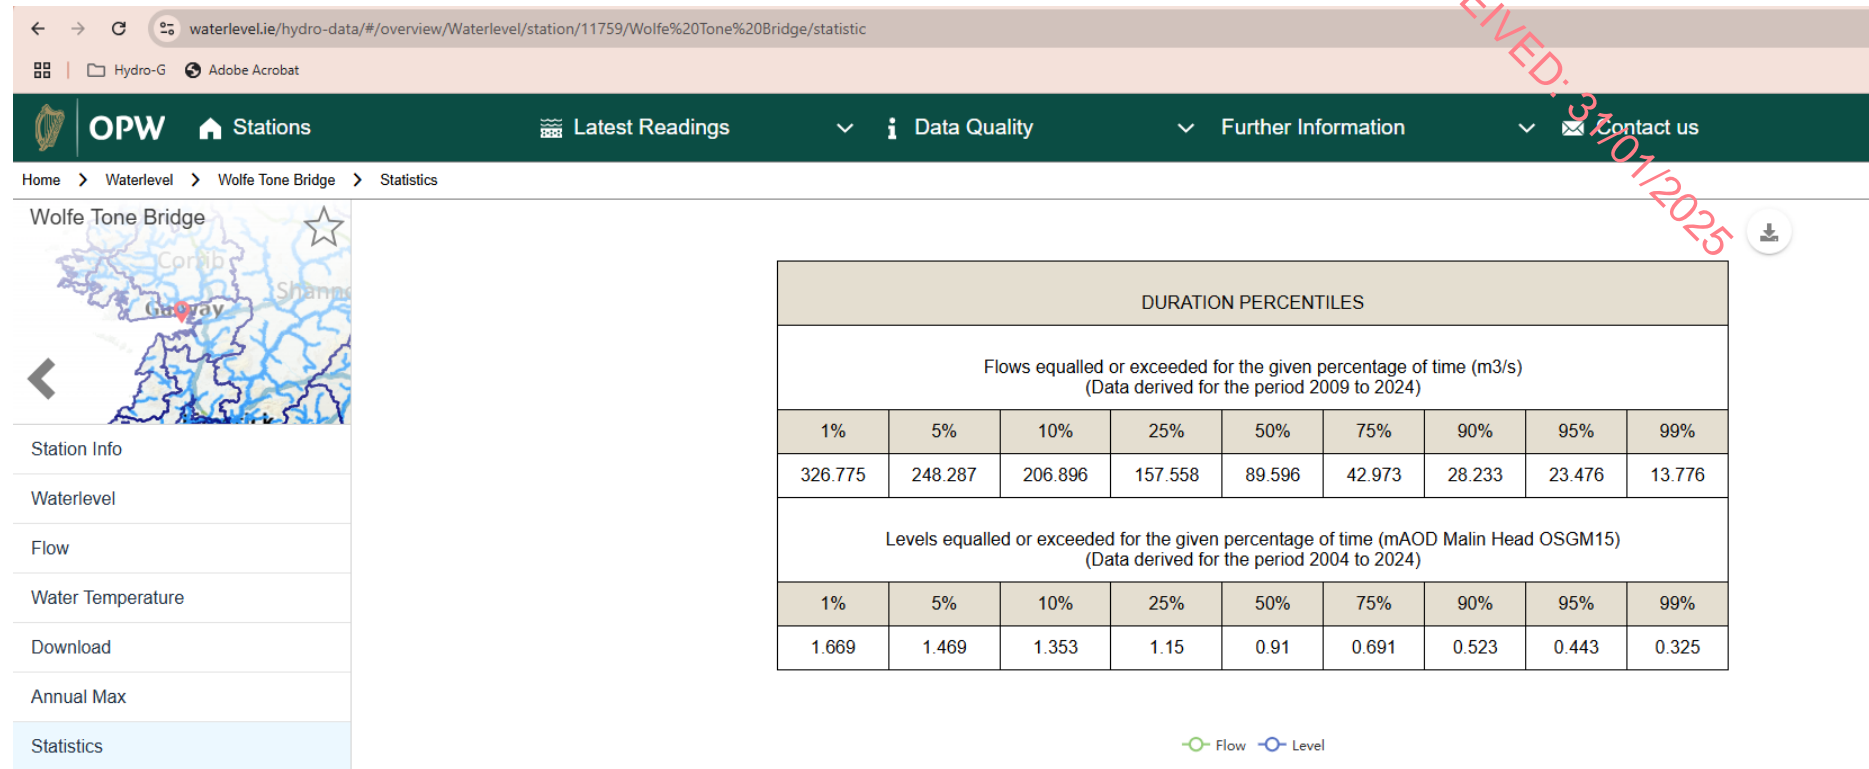 waterlevel.ie/hydro-data/#/overview/Waterlevel/station/11759/Wolfe%20Tone%20Bridge/statistic
Hydro-G Adobe Acrobat
EIVED: 31/01/2025
OPW Stations Latest Readings Data Quality Further Information Contact us
Home > Waterlevel > Wolfe Tone Bridge > Statistics
Wolfe Tone Bridge
Corrib
Shann
Galway
Station Info
Waterlevel
Flow
Water Temperature
Download
Annual Max
Statistics
DURATION PERCENTILES
Flows equalled or exceeded for the given percentage of time (m3/s)
(Data derived for the period 2009 to 2024)
1% 5% 10% 25% 50% 75% 90% 95% 99%
326.775 248.287 206.896 157.558 89.596 42.973 28.233 23.476 13.776
Levels equalled or exceeded for the given percentage of time (mAOD Malin Head OSGM15)
(Data derived for the period 2004 to 2024)
1% 5% 10% 25% 50% 75% 90% 95% 99%
1.669 1.469 1.353 1.15 0.91 0.691 0.523 0.443 0.325
Flow Level